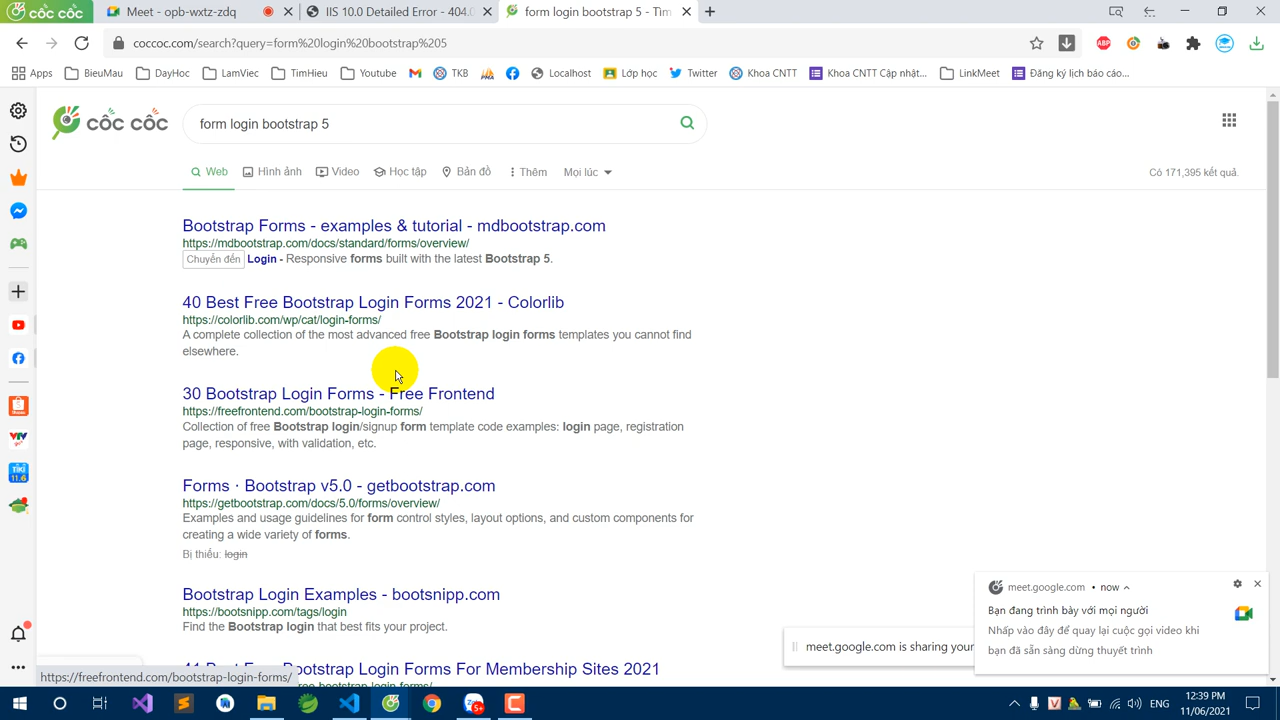 cốc cốc
Meet - opb-wxtz-zdq
IIS 10.0 Detailed Error - 404.0
form login bootstrap 5 - Tìm
coccoc.com/search?query=form%20login%20bootstrap%205
ABP
Apps
BieuMau
DayHoc
LamViec
TimHieu
Youtube
TKB
Localhost
Lớp học
Twitter
Khoa CNTT
Khoa CNTT Cập nhật...
LinkMeet
Đăng ký lịch báo cáo...
cốc cốc
form login bootstrap 5
Web
Hình ảnh
Video
Học tập
Bản đồ
Thêm
Mọi lúc
Có 171,395 kết quả.
Bootstrap Forms - examples & tutorial - mdbootstrap.com
https://mdbootstrap.com/docs/standard/forms/overview/
Chuyển đến Login - Responsive forms built with the latest Bootstrap 5.
40 Best Free Bootstrap Login Forms 2021 - Colorlib
https://colorlib.com/wp/cat/login-forms/
A complete collection of the most advanced free Bootstrap login forms templates you cannot find
elsewhere.
30 Bootstrap Login Forms - Free Frontend
https://freefrontend.com/bootstrap-login-forms/
Collection of free Bootstrap login/signup form template code examples: login page, registration
page, responsive, with validation, etc.
Forms · Bootstrap v5.0 - getbootstrap.com
https://getbootstrap.com/docs/5.0/forms/overview/
Examples and usage guidelines for form control styles, layout options, and custom components for
creating a wide variety of forms.
Bị thiếu: login
Bootstrap Login Examples - bootsnipp.com
https://bootsnipp.com/tags/login
Find the Bootstrap login that best fits your project.
Bootstrap Login Forms For Membership Sites 2021
https://freefrontend.com/bootstrap-login-forms/
meet.google.com • now
Bạn đang trình bày với mọi người
Nhấp vào đây để quay lại cuộc gọi video khi
bạn đã sẵn sàng dừng thuyết trình
meet.google.com is sharing your
VTV
TIKI
11.6
5+
ENG
12:39 PM
11/06/2021